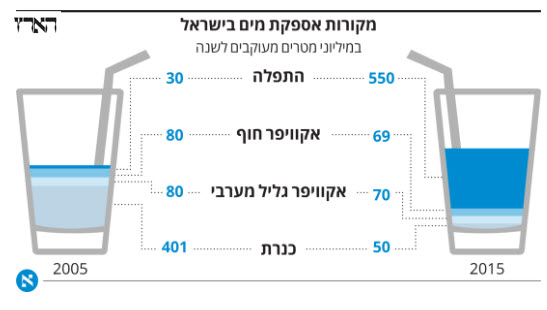 הארץ
מקורות אספקת מים בישראל
במיליוני מטרים מעוקבים לשנה
550 התפלה 30
69 אקוויפר חוף 80
70 אקוויפר גליל מערבי 80
50 כנרת 401
2015 2005
א